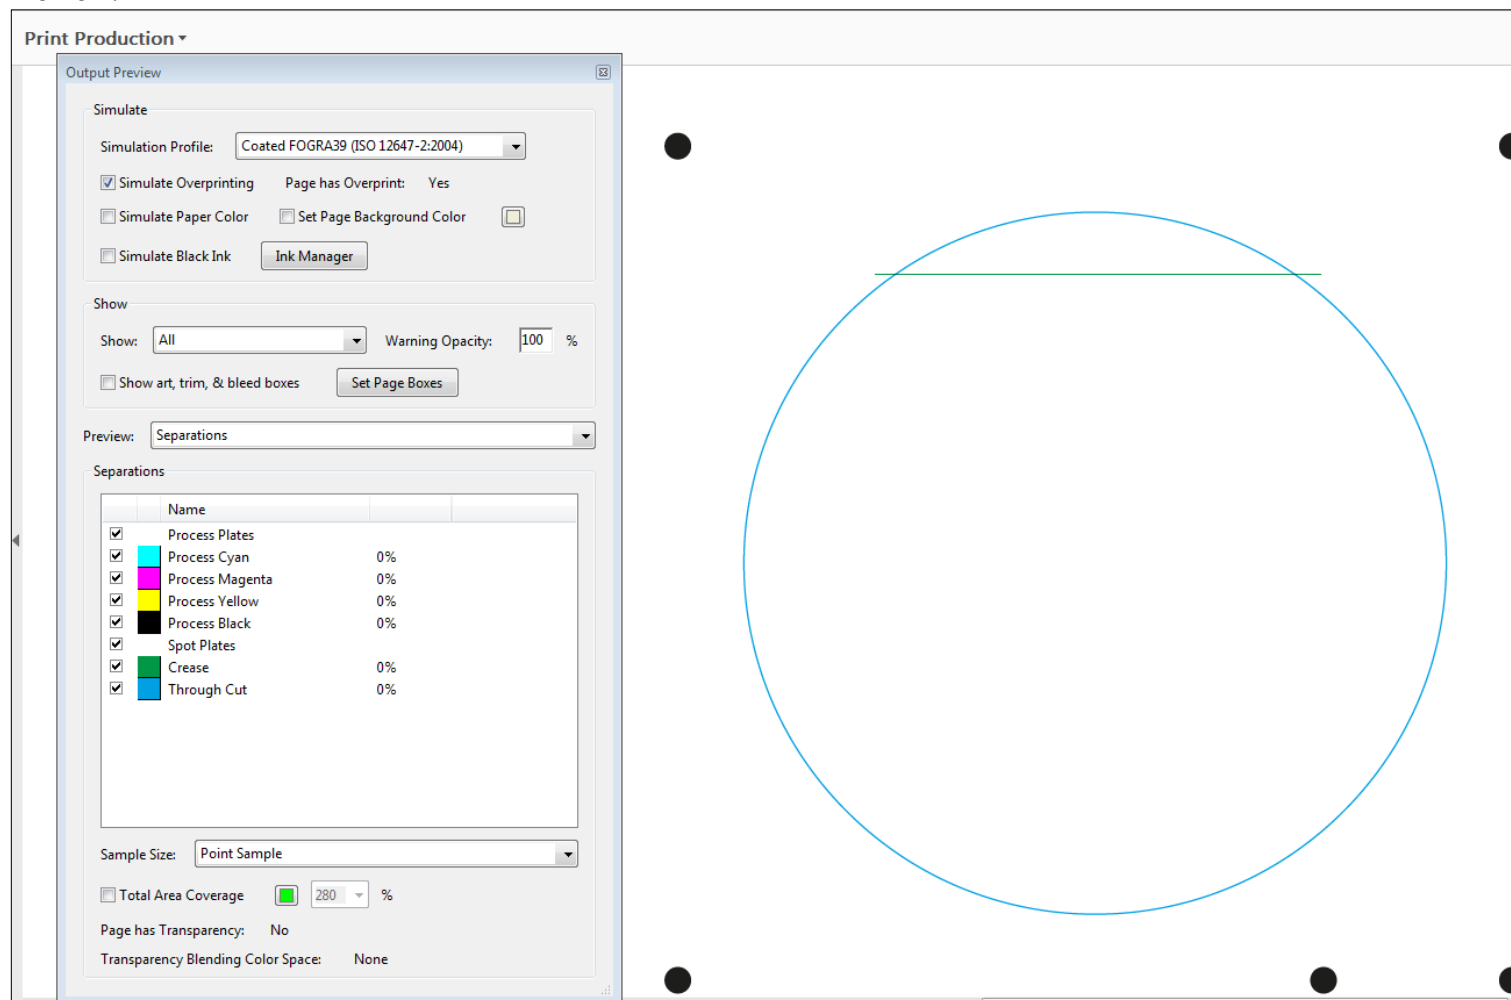 Print Production
Output Preview
Simulate
Simulation Profile: Coated FOGRA39 (ISO 12647-2:2004)
Simulate Overprinting Page has Overprint: Yes
Simulate Paper Color Set Page Background Color
Simulate Black Ink Ink Manager
Show
Show: All Warning Opacity: 100 %
Show art, trim, & bleed boxes Set Page Boxes
Preview: Separations
Separations
Name
Process Plates
Process Cyan 0%
Process Magenta 0%
Process Yellow 0%
Process Black 0%
Spot Plates
Crease 0%
Through Cut 0%
Sample Size: Point Sample
Total Area Coverage 280 %
Page has Transparency: No
Transparency Blending Color Space: None